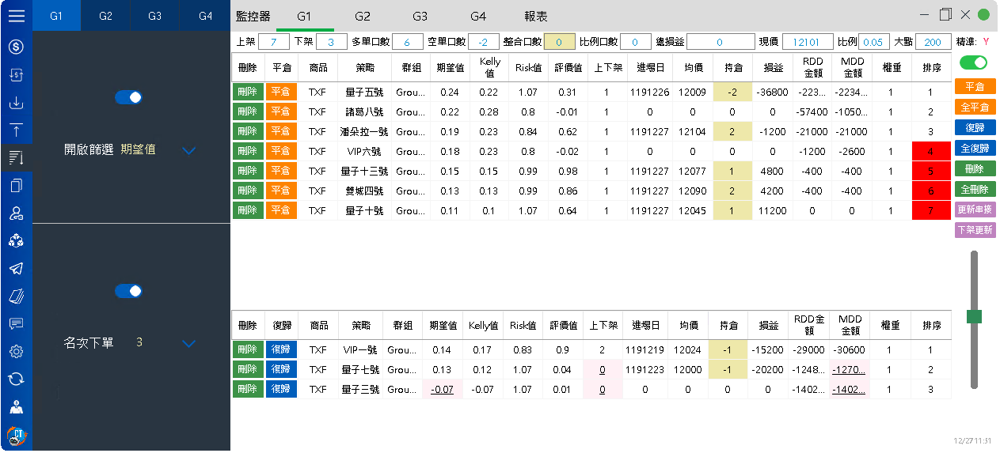 G1 G2 G3 G4 監控器 G1 G2 G3 G4 報表
上架 7 下架 3 多單口數 6 空單口數 -2 整合口數 0 比例口數 0 總損益 0 現價 12101 比例 0.05 大點 200 精準: Y
刪除 平倉 商品 策略 群組 期望值 Kelly值 Risk值 評價值 上下架 進場日 均價 持倉 損益 RDD金額 MDD金額 權重 排序
刪除 平倉 TXF 量子五號 Grou... 0.24 0.22 1.07 0.31 1 1191226 12009 -2 -36800 -223... -2234... 1 1
刪除 平倉 TXF 諸葛八號 Grou... 0.22 0.28 0.8 -0.01 1 0 0 0 0 -57400 -1050... 1 2
刪除 平倉 TXF 潘朵拉一號 Grou... 0.19 0.23 0.84 0.62 1 1191227 12104 2 -1200 -21000 -21000 1 3
刪除 平倉 TXF VIP六號 Grou... 0.18 0.23 0.8 -0.02 1 0 0 0 0 -1200 -2600 1 4
刪除 平倉 TXF 量子十三號 Grou... 0.15 0.15 0.99 0.98 1 1191227 12077 1 4800 -400 -400 1 5
刪除 平倉 TXF 雙城四號 Grou... 0.13 0.13 0.99 0.86 1 1191227 12090 2 4200 -400 -400 1 6
刪除 平倉 TXF 量子十號 Grou... 0.11 0.1 1.07 0.64 1 1191227 12045 1 11200 0 0 1 7
平倉
全平倉
復歸
全復歸
刪除
全刪除
更新串接
下架更新
開啟篩選 期望值
名次下單 3
刪除 復歸 商品 策略 群組 期望值 Kelly值 Risk值 評價值 上下架 進場日 均價 持倉 損益 RDD金額 MDD金額 權重 排序
刪除 復歸 TXF VIP一號 Grou... 0.14 0.17 0.83 0.9 2 1191219 12024 -1 -15200 -29000 -30600 1 1
刪除 復歸 TXF 量子七號 Grou... 0.13 0.12 1.07 0.04 0 1191223 12000 -1 -20200 -1248... -1270... 1 2
刪除 復歸 TXF 量子三號 Grou... -0.07 -0.07 1.07 0.01 0 0 0 0 0 -1402... -1402... 1 3
12/27 11:31